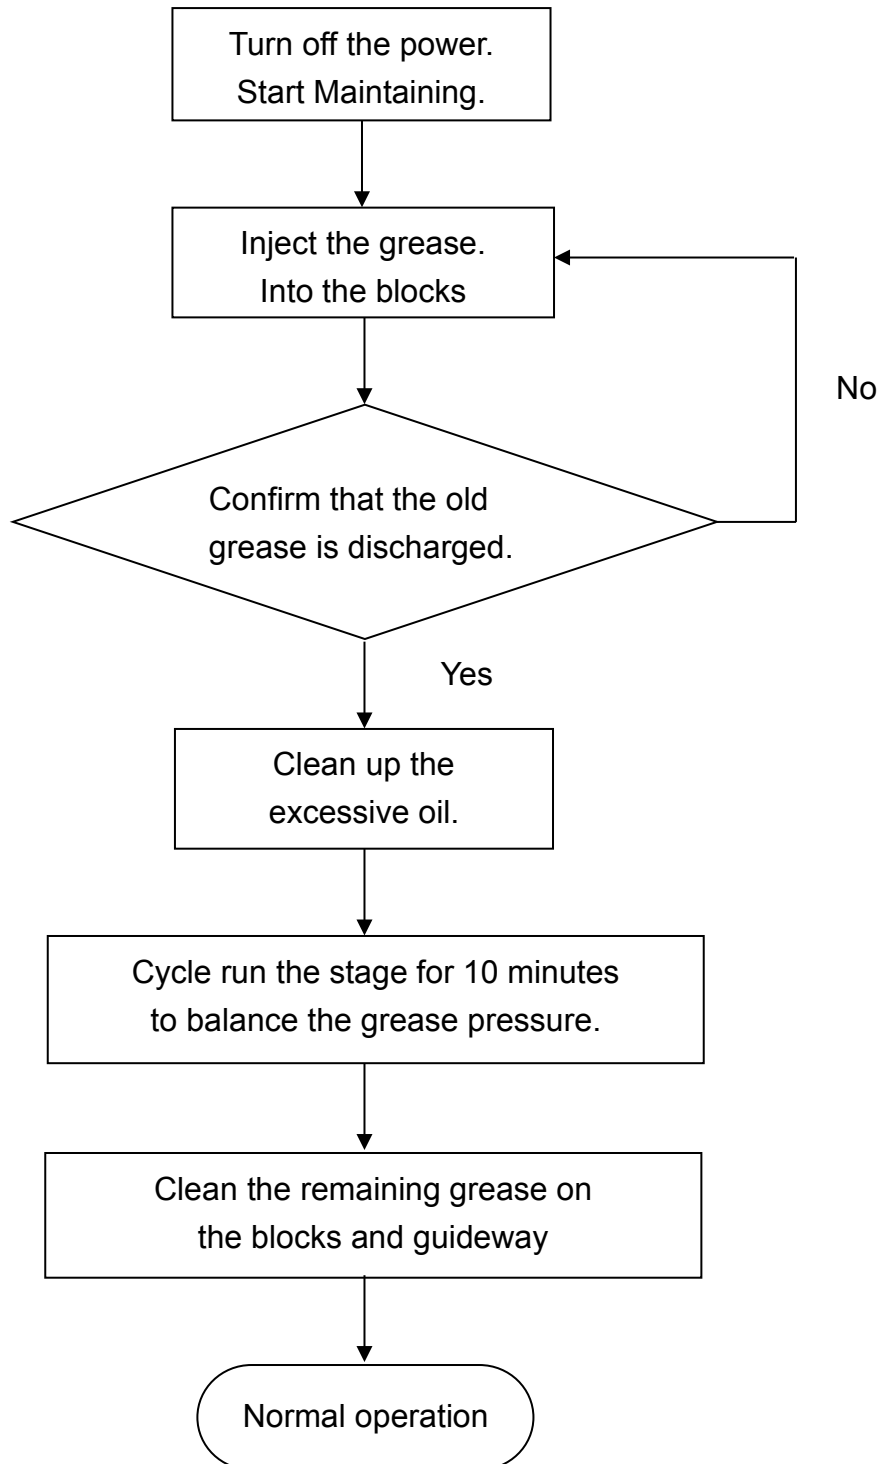 Turn off the power.
Start Maintaining.
Inject the grease.
Into the blocks
No
Confirm that the old
grease is discharged.
Yes
Clean up the
excessive oil.
Cycle run the stage for 10 minutes
to balance the grease pressure.
Clean the remaining grease on
the blocks and guideway
Normal operation